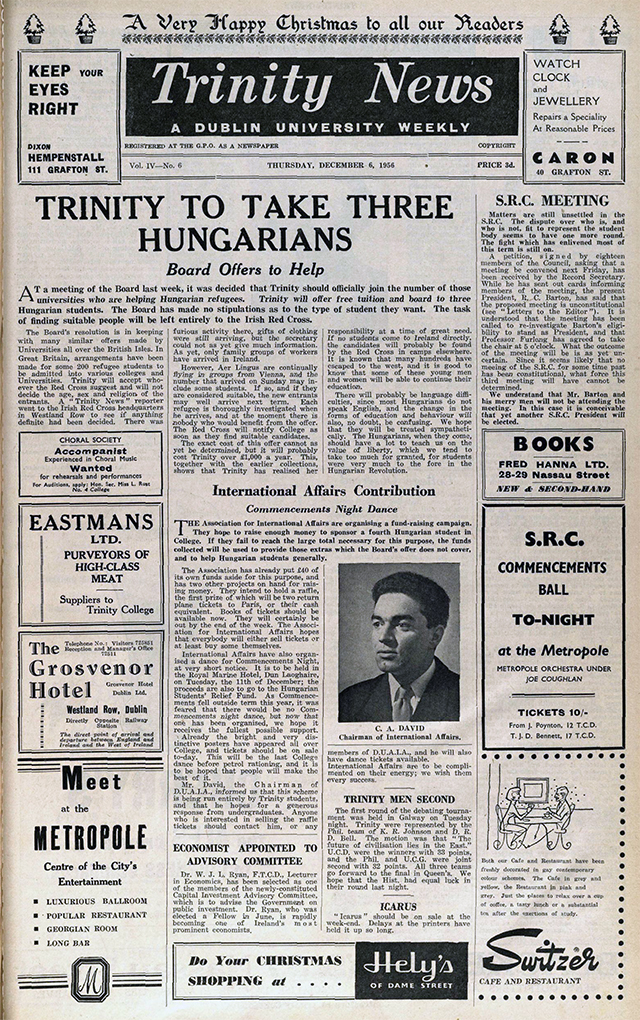 A Very Happy Christmas to all our Readers
KEEP YOUR
EYES
RIGHT
DIXON
HEMPENSTALL
111 GRAFTON ST.
Trinity News
A DUBLIN UNIVERSITY WEEKLY
REGISTERED AT THE G.P.O. AS A NEWSPAPER
COPYRIGHT
Vol. IV—No. 6
THURSDAY, DECEMBER 6, 1956
PRICE 3d.
WATCH
CLOCK
and
JEWELLERY
Repairs a Speciality
At Reasonable Prices
CARON
40 GRAFTON ST.
TRINITY TO TAKE THREE
HUNGARIANS
Board Offers to Help
AT a meeting of the Board last week, it was decided that Trinity should officially join the number of those
universities who are helping Hungarian refugees. Trinity will offer free tuition and board to three
Hungarian students. The Board has made no stipulations as to the type of student they want. The task
of finding suitable people will be left entirely to the Irish Red Cross.
The Board's resolution is in keeping
with many similar offers made by
Universities all over the British Isles. In
Great Britain, arrangements have been
made for some 200 refugee students to
be admitted into various colleges and
Universities. Trinity will accept who-
ever the Red Cross suggest and will not
decide the age, sex and religion of the
entrants. A "Trinity News" reporter
went to the Irish Red Cross headquarters
in Westland Row to see if anything
definite had been decided. There was
furious activity there, gifts of clothing
were still arriving, but the secretary
could not as yet give much information.
As yet, only family groups of workers
have arrived in Ireland.
However, Aer Lingus are continually
flying in groups from Vienna, and the
number that arrived on Sunday may in-
clude some students. If so, and if they
are considered suitable, the new entrants
may well arrive next term. Each
refugee is thoroughly investigated when
he arrives, and at the moment there is
nobody who would benefit from the offer.
The Red Cross will notify College as
soon as they find suitable candidates.
The exact cost of this offer cannot as
yet be determined, but it will probably
cost Trinity over £1,000 a year. This,
together with the earlier collections,
shows that Trinity has realised her
responsibility at a time of great need.
If no students come to Ireland directly,
the candidates will probably be found
by the Red Cross in camps elsewhere.
It is known that many hundreds have
escaped to the west, and it is good to
know that some of these young men
and women will be able to continue their
education.
There will probably be language diffi-
culties, since most Hungarians do not
speak English, and the change in the
forms of education and behaviour will
also, no doubt, be confusing. We hope
that they will be treated sympatheti-
cally. The Hungarians, when they come,
should have a lot to teach us on the
value of liberty, which we tend to
take too much for granted, for students
were very much to the fore in the
Hungarian Revolution.
S.R.C. MEETING
Matters are still unsettled in the
S.R.C. The dispute over who is, and
who is not, fit to represent the student
body seems to have one more round.
The fight which has enlivened most of
this term is still on.
A petition, signed by eighteen
members of the Council, asking that a
meeting be convened next Friday, has
been received by the Record Secretary.
While he has sent out cards informing
members of the meeting, the present
President, R. C. Barton, has said that
the proposed meeting is unconstitutional
(see "Letters to the Editor"). It is
understood that the meeting has been
called to re-investigate Barton's eligi-
bility to stand as President, and that
Professor Furlong has agreed to take
the chair at 5 o'clock. What the outcome
of the meeting will be is as yet un-
certain. Since it seems likely that no
meeting of the S.R.C. for some time past
has been constitutional, what force this
third meeting will have cannot be
determined.
We understand that Mr. Barton and
his merry men will not be attending the
meeting. In this case it is conceivable
that yet another S.R.C. President will
be elected.
CHORAL SOCIETY
Accompanist
Experienced in Choral Music
Wanted
for rehearsals and performances
For Auditions, apply: Hon. Sec. Miss L. Rost
No. 4 College
EASTMANS
LTD.
PURVEYORS OF
HIGH-CLASS
MEAT
Suppliers to
Trinity College
Telephone No.: Visitors
Reception and Manager's Office
77511
The
Grosvenor
Hotel
Grosvenor Hotel
Dublin Ltd.
Westland Row, Dublin
Directly Opposite Railway
Station
The direct point of arrival and
departure between England and
Ireland and the West of Ireland
Meet
at the
METROPOLE
Centre of the City's
Entertainment
LUXURIOUS BALLROOM
POPULAR RESTAURANT
GEORGIAN ROOM
LONG BAR
M
International Affairs Contribution
Commencements Night Dance
THE Association for International Affairs are organising a fund-raising campaign.
They hope to raise enough money to sponsor a fourth Hungarian student in
College. If they fail to reach the large total necessary for this purpose, the funds
collected will be used to provide those extras which the Board's offer does not cover,
and to help Hungarian students generally.
The Association has already put £40 of
its own funds aside for this purpose, and
has two other projects on hand for rais-
ing money. They intend to hold a raffle,
the first prize of which will be two return
plane tickets to Paris, or their cash
equivalent. Books of tickets should be
available now. They will certainly be
out by the end of the week. The Associ-
ation for International Affairs hopes
that everybody will either sell tickets or
at least buy some themselves.
International Affairs have also organ-
ised a dance for Commencements Night,
at very short notice. It is to be held in
the Royal Marine Hotel, Dun Laoghaire,
on Tuesday, the 11th of December; the
proceeds are also to go to the Hungarian
Students' Relief Fund. As Commence-
ments fell outside term this year, it was
feared that there would be no Com-
mencements night dance, but now that
one has been organised, we hope it
receives the fullest possible support.
Already bright and very dis-
tinctive posters have appeared all over
College, and tickets should be on sale
to-day. This will be the last College
dance before petrol rationing, and it is
to be hoped that people will make the
best of it.
Mr. David, the Chairman of
D.U.A.I.A., informed us that this scheme
is being run entirely by Trinity students,
and that he hopes for a generous
response from undergraduates. Anyone
who is interested in selling the raffle
tickets should contact him, or any
C. A. DAVID
Chairman of International Affairs.
members of D.U.A.I.A., and he will also
have dance tickets available.
International Affairs are to be compli-
mented on their energy; we wish them
every success.
ECONOMIST APPOINTED TO
ADVISORY COMMITTEE
Dr. W. J. L. Ryan, F.T.C.D., Lecturer
in Economics, has been selected as one
of the members of the newly-constituted
Capital Investment Advisory Committee,
which is to advise the Government on
public investment. Dr. Ryan, who was
elected a Fellow in June, is rapidly
becoming one of Ireland's most
prominent economists.
TRINITY MEN SECOND
The first round of the debating tourna-
ment was held in Galway on Tuesday
night. Trinity were represented by the
Phil. team of K. R. Johnson and D. R.
D. Bell. The motion was that "The
future of civilisation lies in the East."
U.C.D. were the winners with 33 points,
and the Phil. and U.C.G. were joint
second with 32 points. All three teams
go forward to the final in Queen's. We
hope that the Hist. had equal luck in
their round last night.
ICARUS
"Icarus" should be on sale at the
week-end. Delays at the printers have
held it up so long.
BOOKS
FRED HANNA LTD.
28-29 Nassau Street
NEW & SECOND-HAND
S.R.C.
COMMENCEMENTS
BALL
TO-NIGHT
at the Metropole
METROPOLE ORCHESTRA UNDER
JOE COUGHLAN
TICKETS 10/-
From J. Poynton, 12 T.C.D.
T. J. D. Bennett, 17 T.C.D.
Both our Cafe and Restaurant have been
freshly decorated in gay contemporary
colour schemes. The Cafe in grey and
yellow, the Restaurant in pink and
grey. Just the places to relax over a cup
of coffee, a tasty lunch or a substantial
tea after the exertions of study.
Switzer
CAFE AND RESTAURANT
Do Your CHRISTMAS
SHOPPING at ....
Hely's
OF DAME STREET